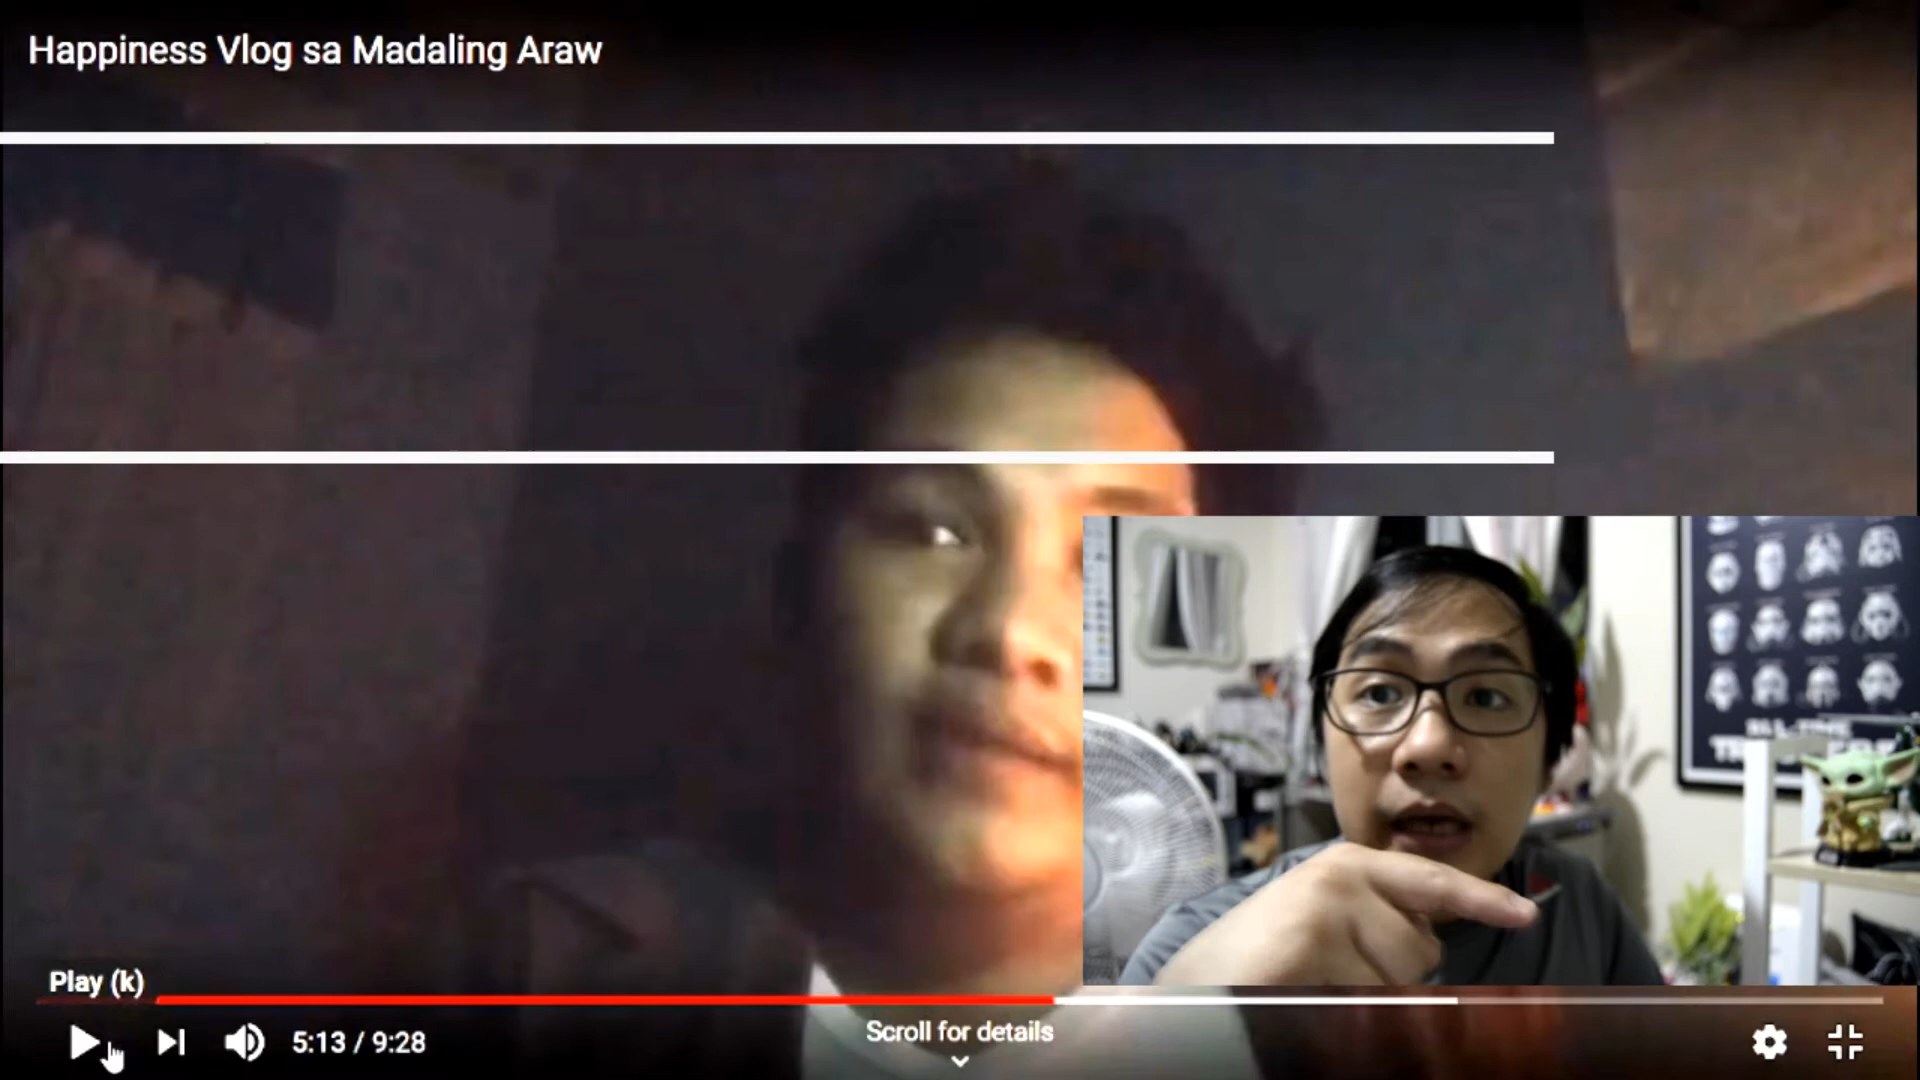 Happiness Vlog sa Madaling Araw
Play (k)
5:13 / 9:28
Scroll for details